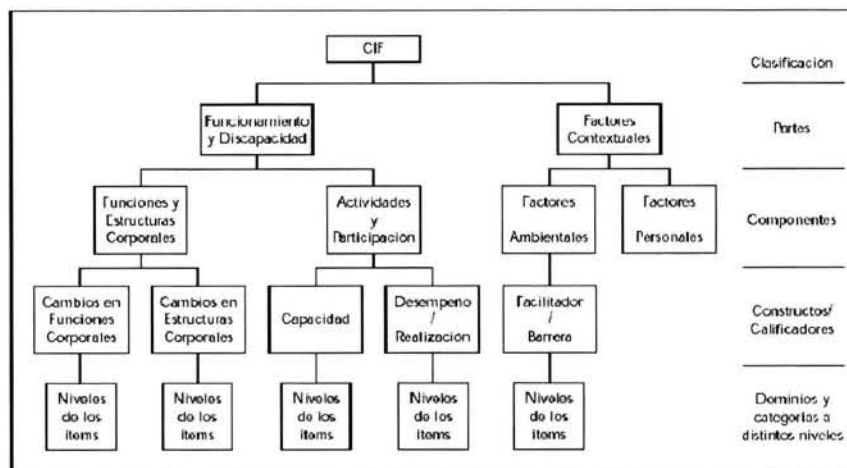 CIF
Clasificación
Funcionamiento
y Discapacidad
Factores
Contextuales
Partes
Funciones y
Estructuras
Corporales
Actividades
y
Participación
Factores
Ambientales
Factores
Personales
Componentes
Cambios en
Funciones
Corporales
Cambios en
Estructuras
Corporales
Capacidad
Desempeno
/
Realización
Facilitador
/
Barrera
Constructos/
Calificadores
Niveles
de los
ítems
Niveles
de los
ítems
Niveles
de los
ítems
Niveles
de los
ítems
Niveles
de los
ítems
Dominios y
categorías a
distintos niveles